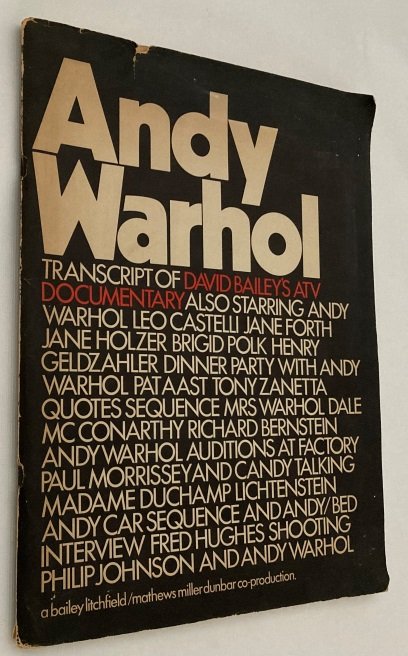 Andy
Warhol
TRANSCRIPT OF DAVID BAILEY'S ATV
DOCUMENTARY ALSO STARRING ANDY
WARHOL LEO CASTELLI JANE FORTH
JANE HOLZER BRIGID POLK HENRY
GELDZAHLER DINNER PARTY WITH ANDY
WARHOL PAT AAST TONY ZANETTA
QUOTES SEQUENCE MRS WARHOL DALE
MC CONARTHY RICHARD BERNSTEIN
ANDY WARHOL AUDITIONS AT FACTORY
PAUL MORRISSEY AND CANDY TALKING
MADAME DUCHAMP LICHTENSTEIN
ANDY CAR SEQUENCE AND ANDY/BED
INTERVIEW FRED HUGHES SHOOTING
PHILIP JOHNSON AND ANDY WARHOL
a bailey litchfield/mathews miller dunbar co-production.